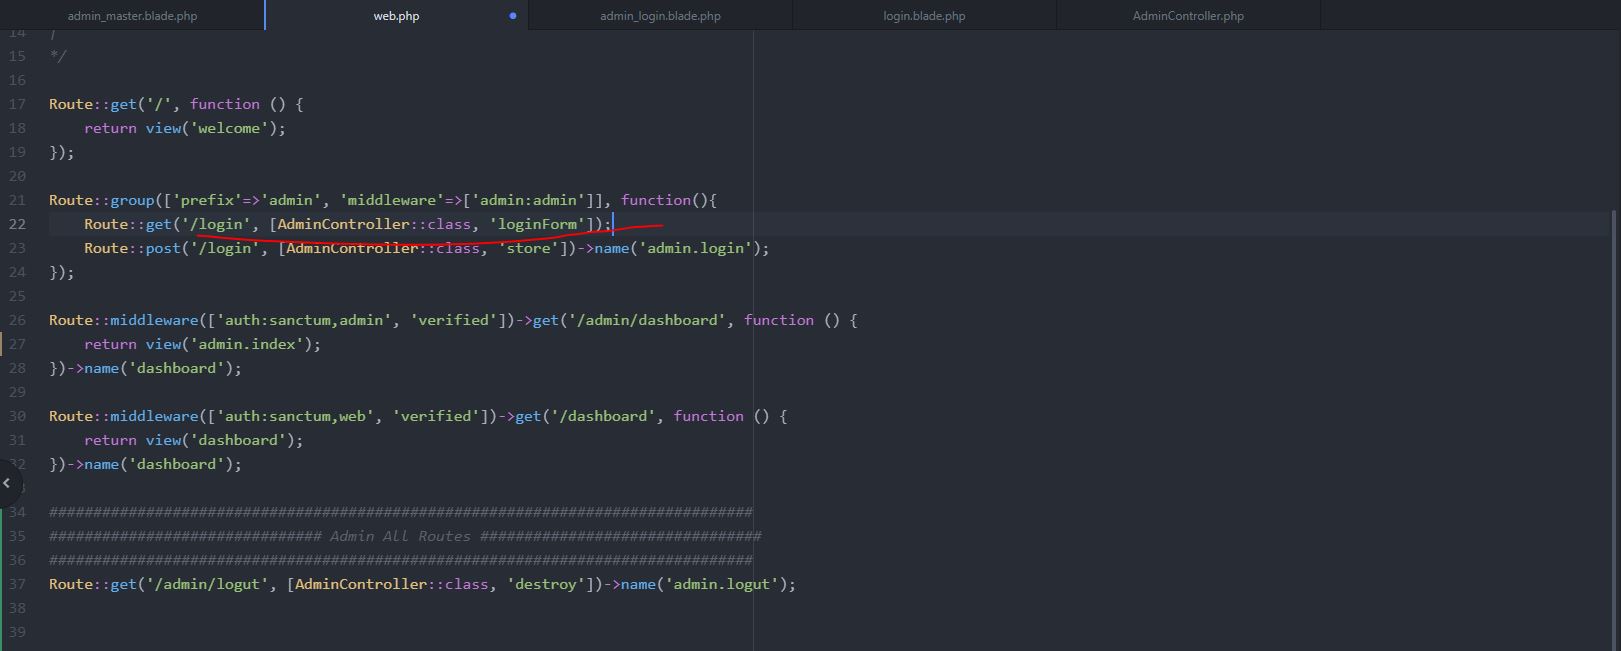 admin_master.blade.php web.php admin_login.blade.php login.blade.php AdminController.php
14 |
15 */
16
17 Route::get('/', function () {
18     return view('welcome');
19 });
20
21 Route::group(['prefix'=>'admin', 'middleware'=>['admin:admin']], function(){
22     Route::get('/login', [AdminController::class, 'loginForm']);
23     Route::post('/login', [AdminController::class, 'store'])->name('admin.login');
24 });
25
26 Route::middleware(['auth:sanctum,admin', 'verified'])->get('/admin/dashboard', function () {
27     return view('admin.index');
28 })->name('dashboard');
29
30 Route::middleware(['auth:sanctum,web', 'verified'])->get('/dashboard', function () {
31     return view('dashboard');
32 })->name('dashboard');
34 ################################################################################
35 ############################### Admin All Routes ################################
36 ################################################################################
37 Route::get('/admin/logut', [AdminController::class, 'destroy'])->name('admin.logut');
38
39